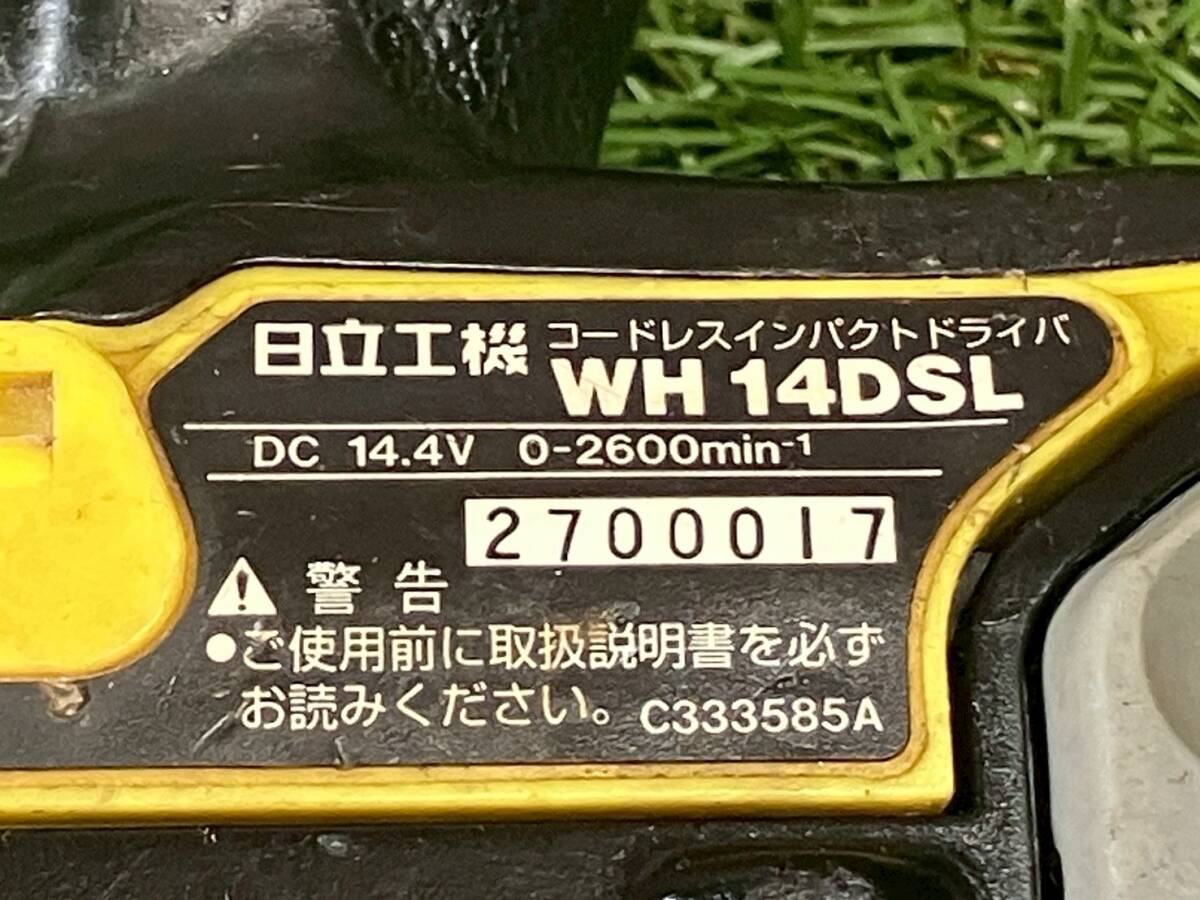 日立工機 コードレスインパクトドライバ
WH 14DSL
DC 14.4V 0-2600min⁻¹
2700017
警告
●ご使用前に取扱説明書を必ず
お読みください。 C333585A